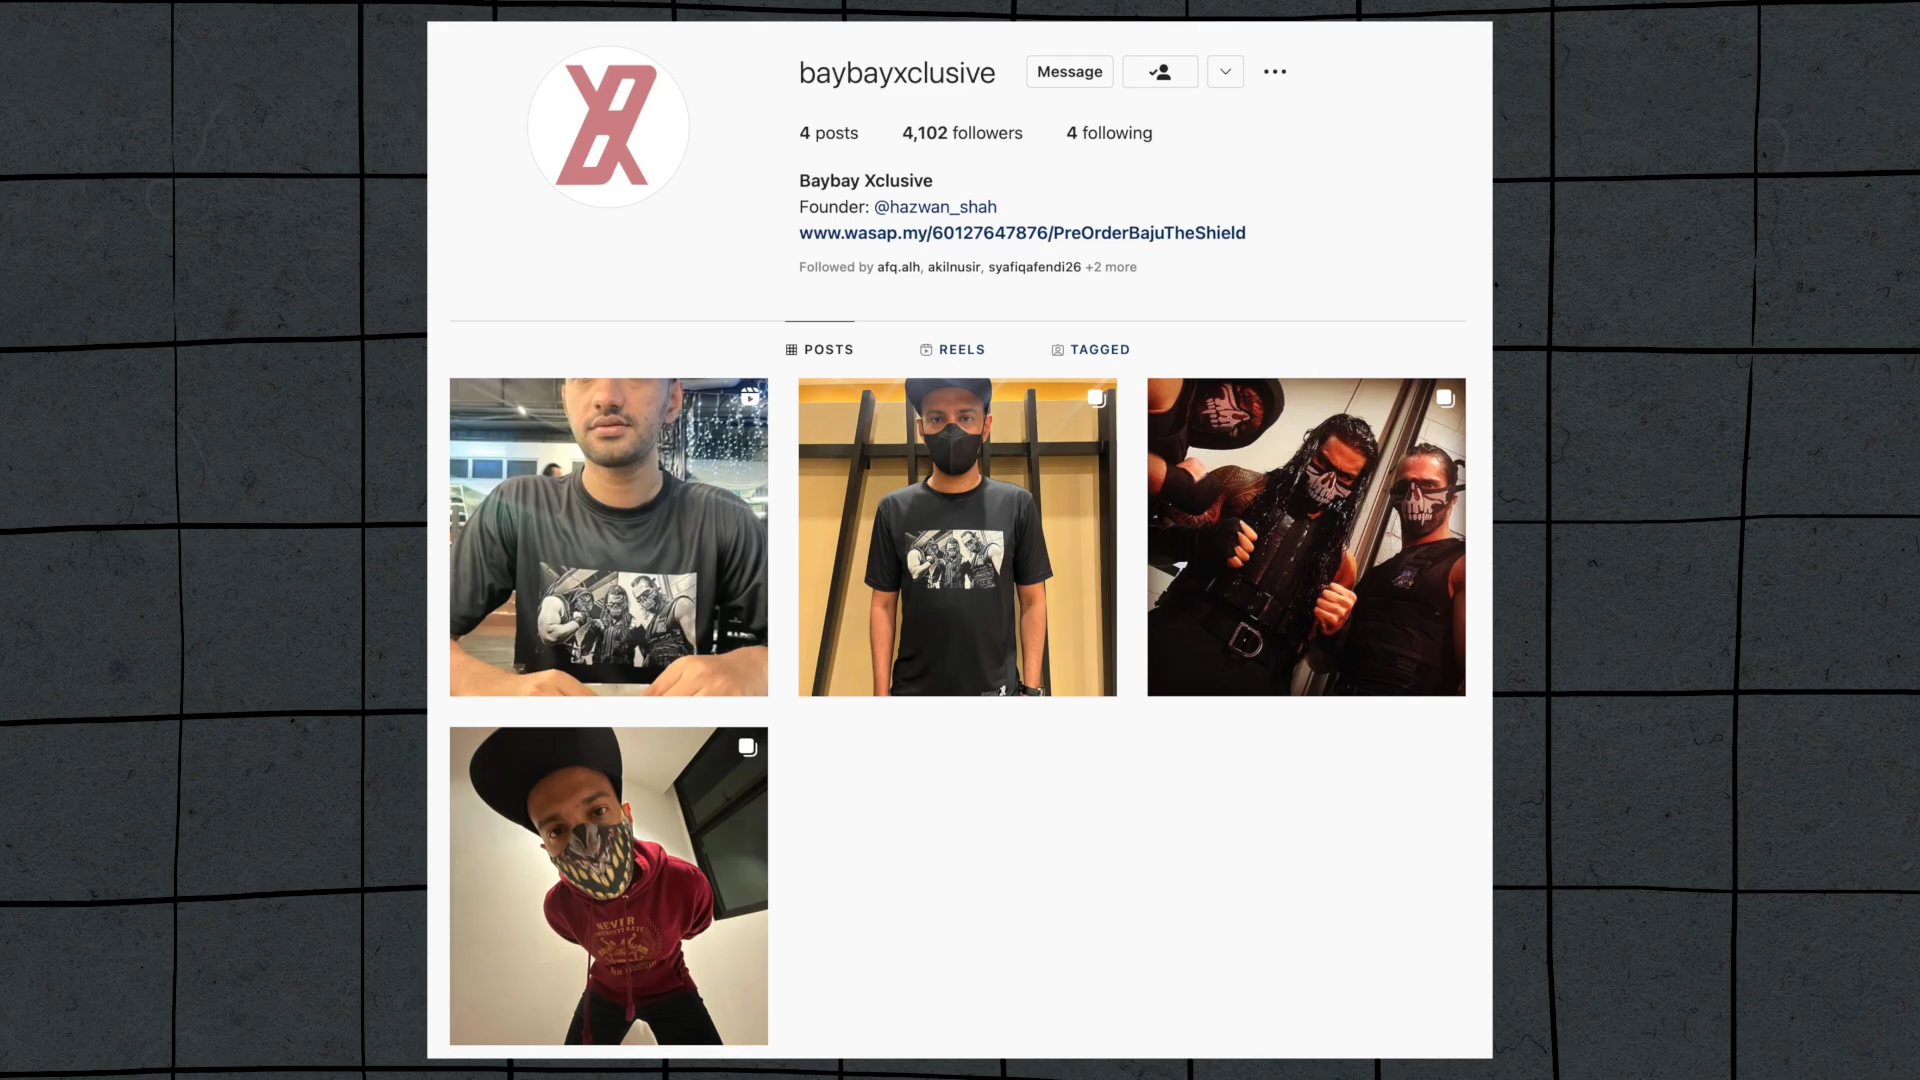 baybayxclusive Message
4 posts 4,102 followers 4 following
Baybay Xclusive
Founder: @hazwan_shah
www.wasap.my/60127647876/PreOrderBajuTheShield
Followed by afq.alh, akilnusir, syafiqafendi26 +2 more
POSTS REELS TAGGED
NEVER